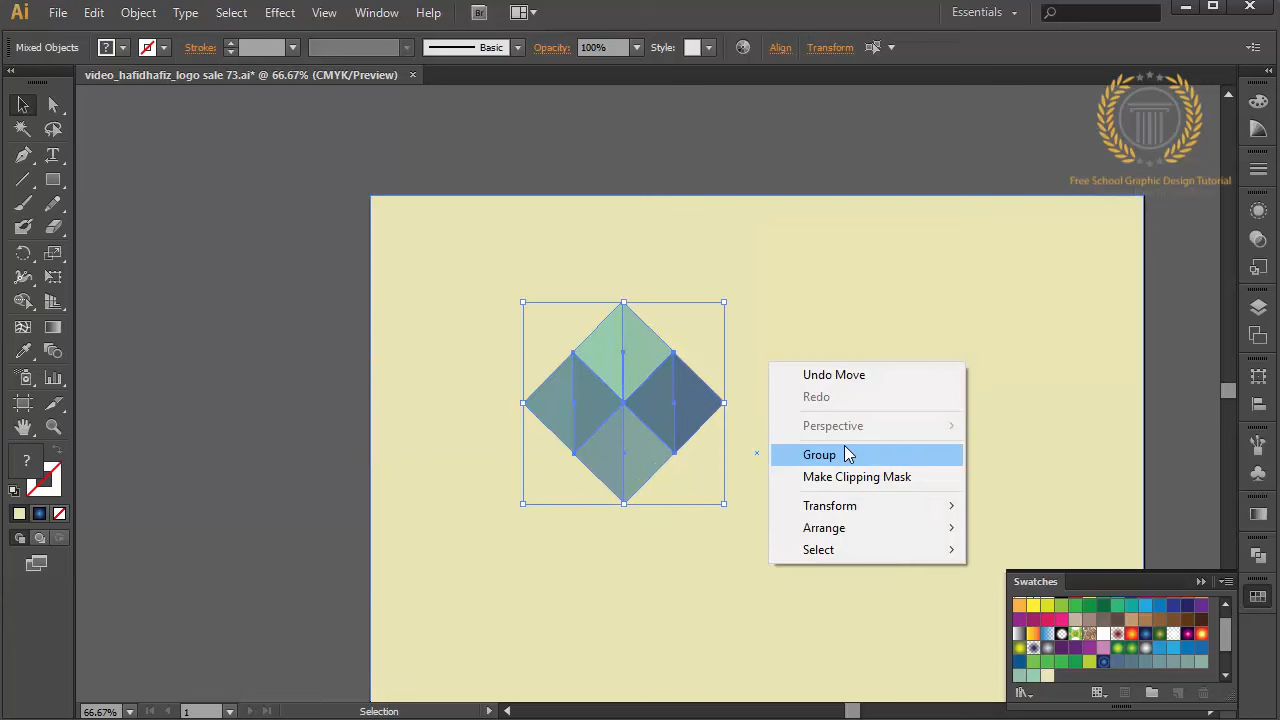 Ai File Edit Object Type Select Effect View Window Help Br Essentials
Mixed Objects ? Stroke: Basic Opacity: 100% Style: Align Transform
video_hafidhafiz_logo sale 73.ai* @ 66.67% (CMYK/Preview)
Free School Graphic Design Tutorial
Undo Move
Redo
Perspective
Group
Make Clipping Mask
Transform
Arrange
Select
?
Swatches
66.67% 1 Selection